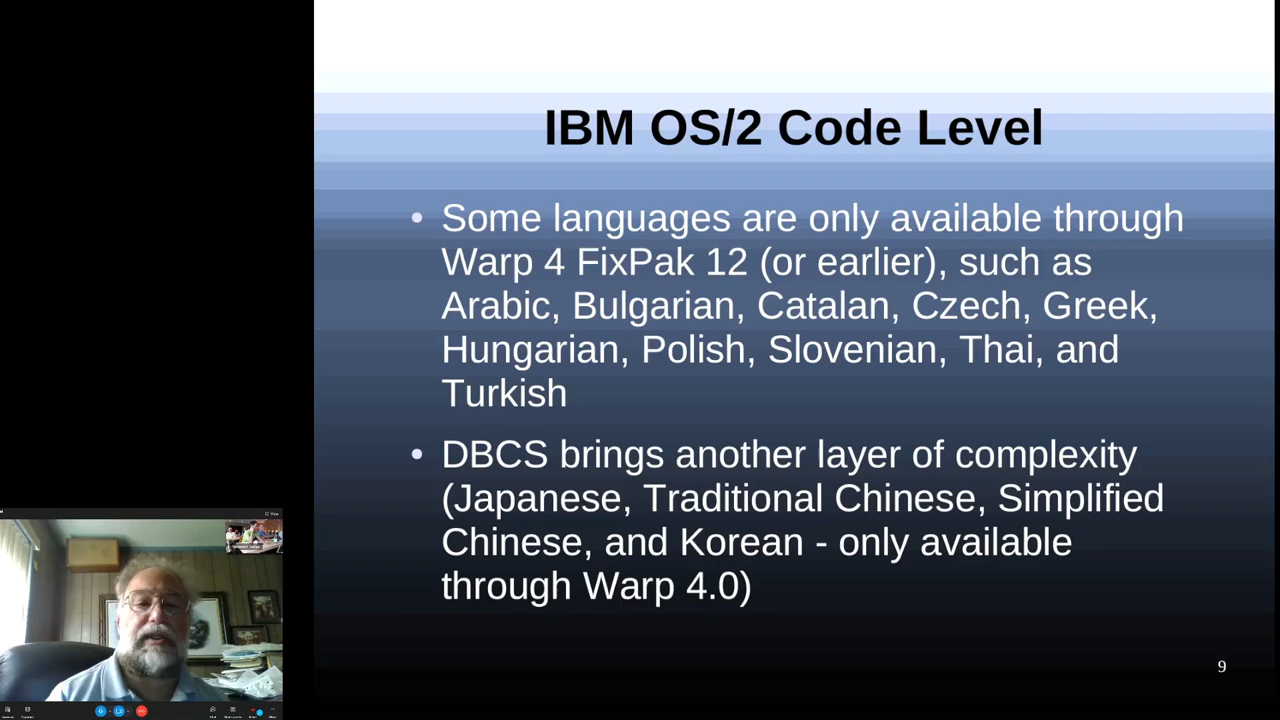 IBM OS/2 Code Level
• Some languages are only available through
Warp 4 FixPak 12 (or earlier), such as
Arabic, Bulgarian, Catalan, Czech, Greek,
Hungarian, Polish, Slovenian, Thai, and
Turkish
• DBCS brings another layer of complexity
(Japanese, Traditional Chinese, Simplified
Chinese, and Korean - only available
through Warp 4.0)
9
View